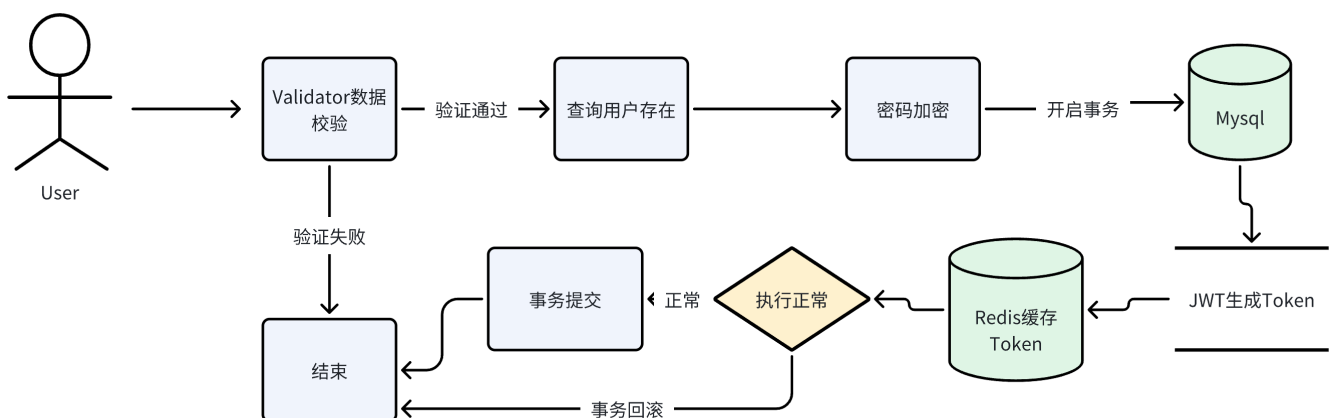 User
Validator数据
校验
验证通过
查询用户存在
密码加密
开启事务
Mysql
验证失败
JWT生成Token
Redis缓存
Token
执行正常
正常
事务提交
结束
事务回滚